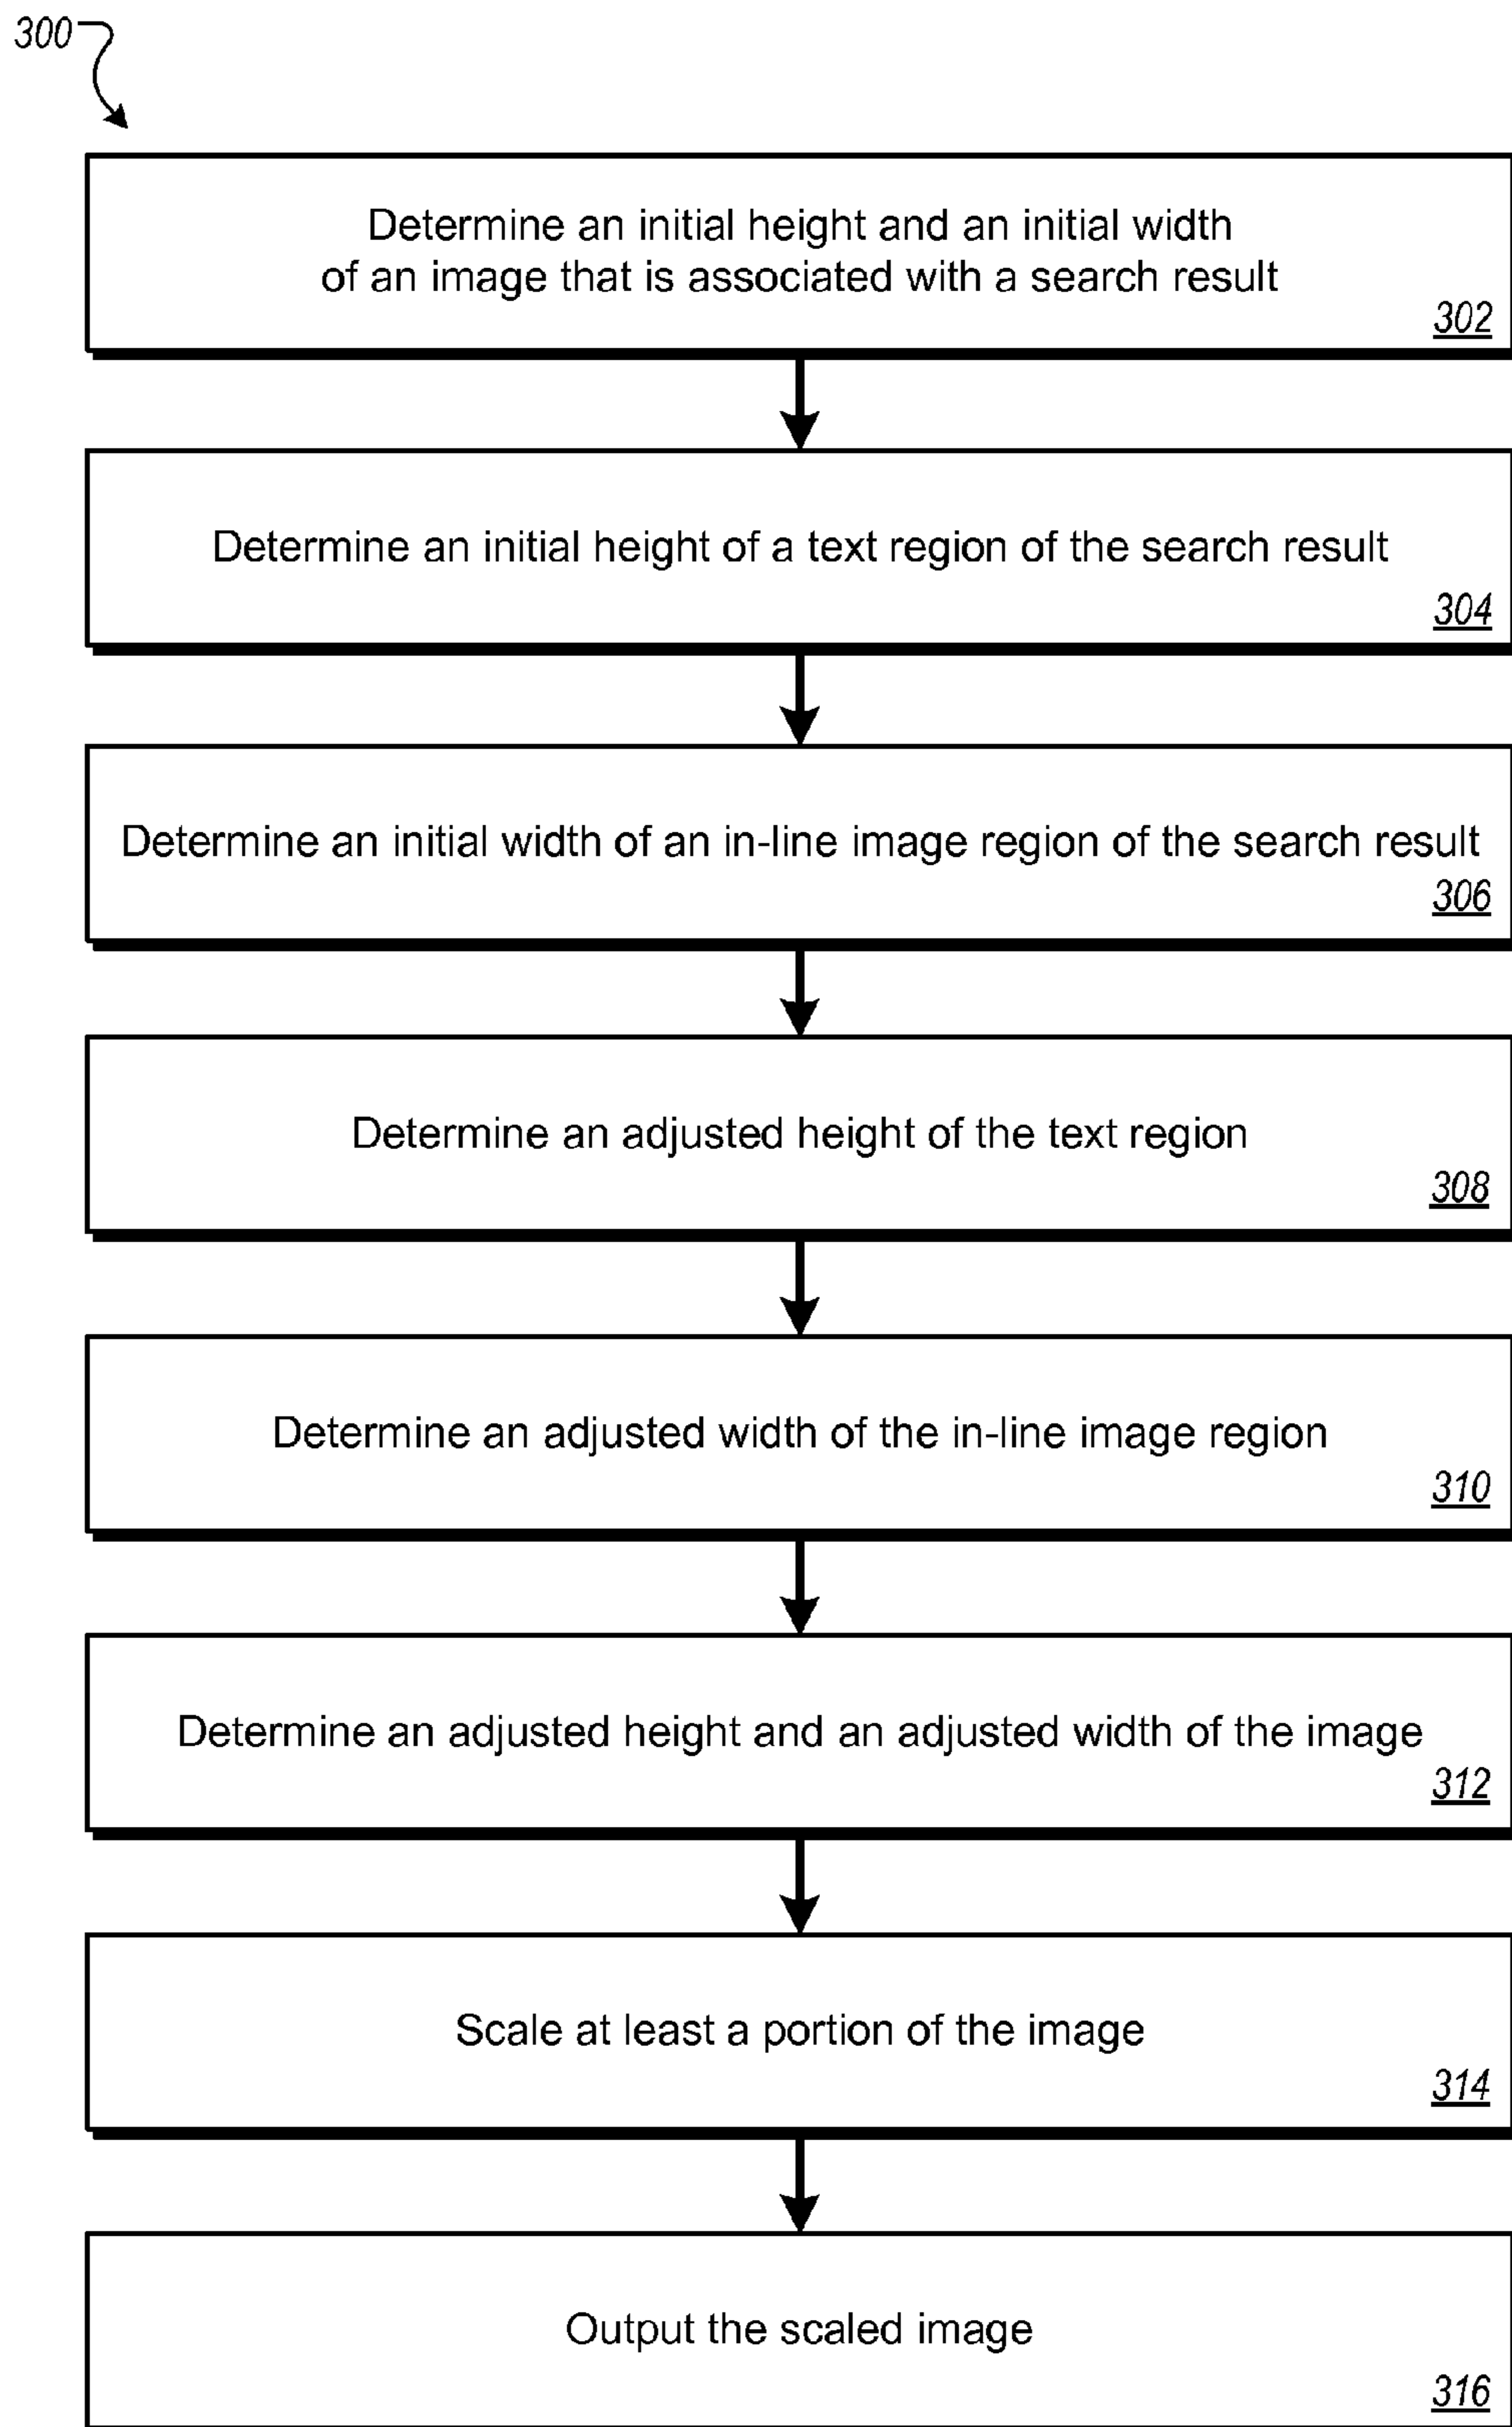 300
Determine an initial height and an initial width
of an image that is associated with a search result
302
Determine an initial height of a text region of the search result
304
Determine an initial width of an in-line image region of the search result
306
Determine an adjusted height of the text region
308
Determine an adjusted width of the in-line image region
310
Determine an adjusted height and an adjusted width of the image
312
Scale at least a portion of the image
314
Output the scaled image
316